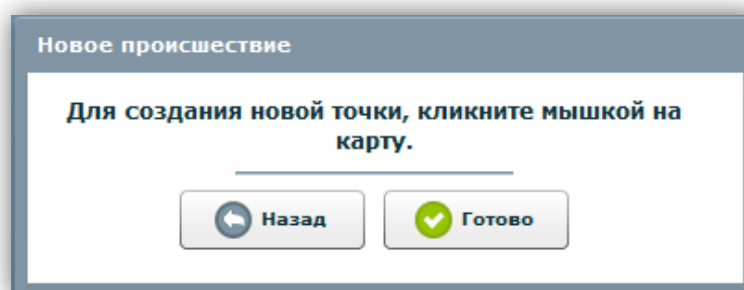 Новое происшествие
Для создания новой точки, кликните мышкой на
карту.
Назад
Готово